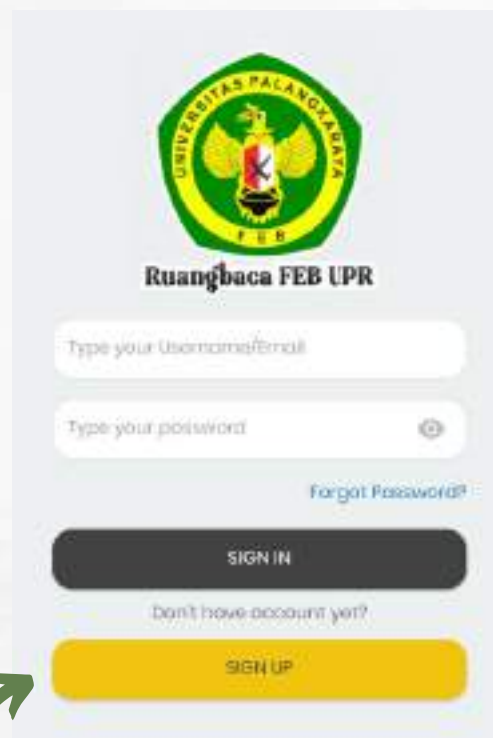 UNIVERSITAS PALANGKARAYA
FEB
Ruangbaca FEB UPR
Type your Username/Email
Type your password
Forgot Password?
SIGN IN
Don't have account yet?
SIGN UP